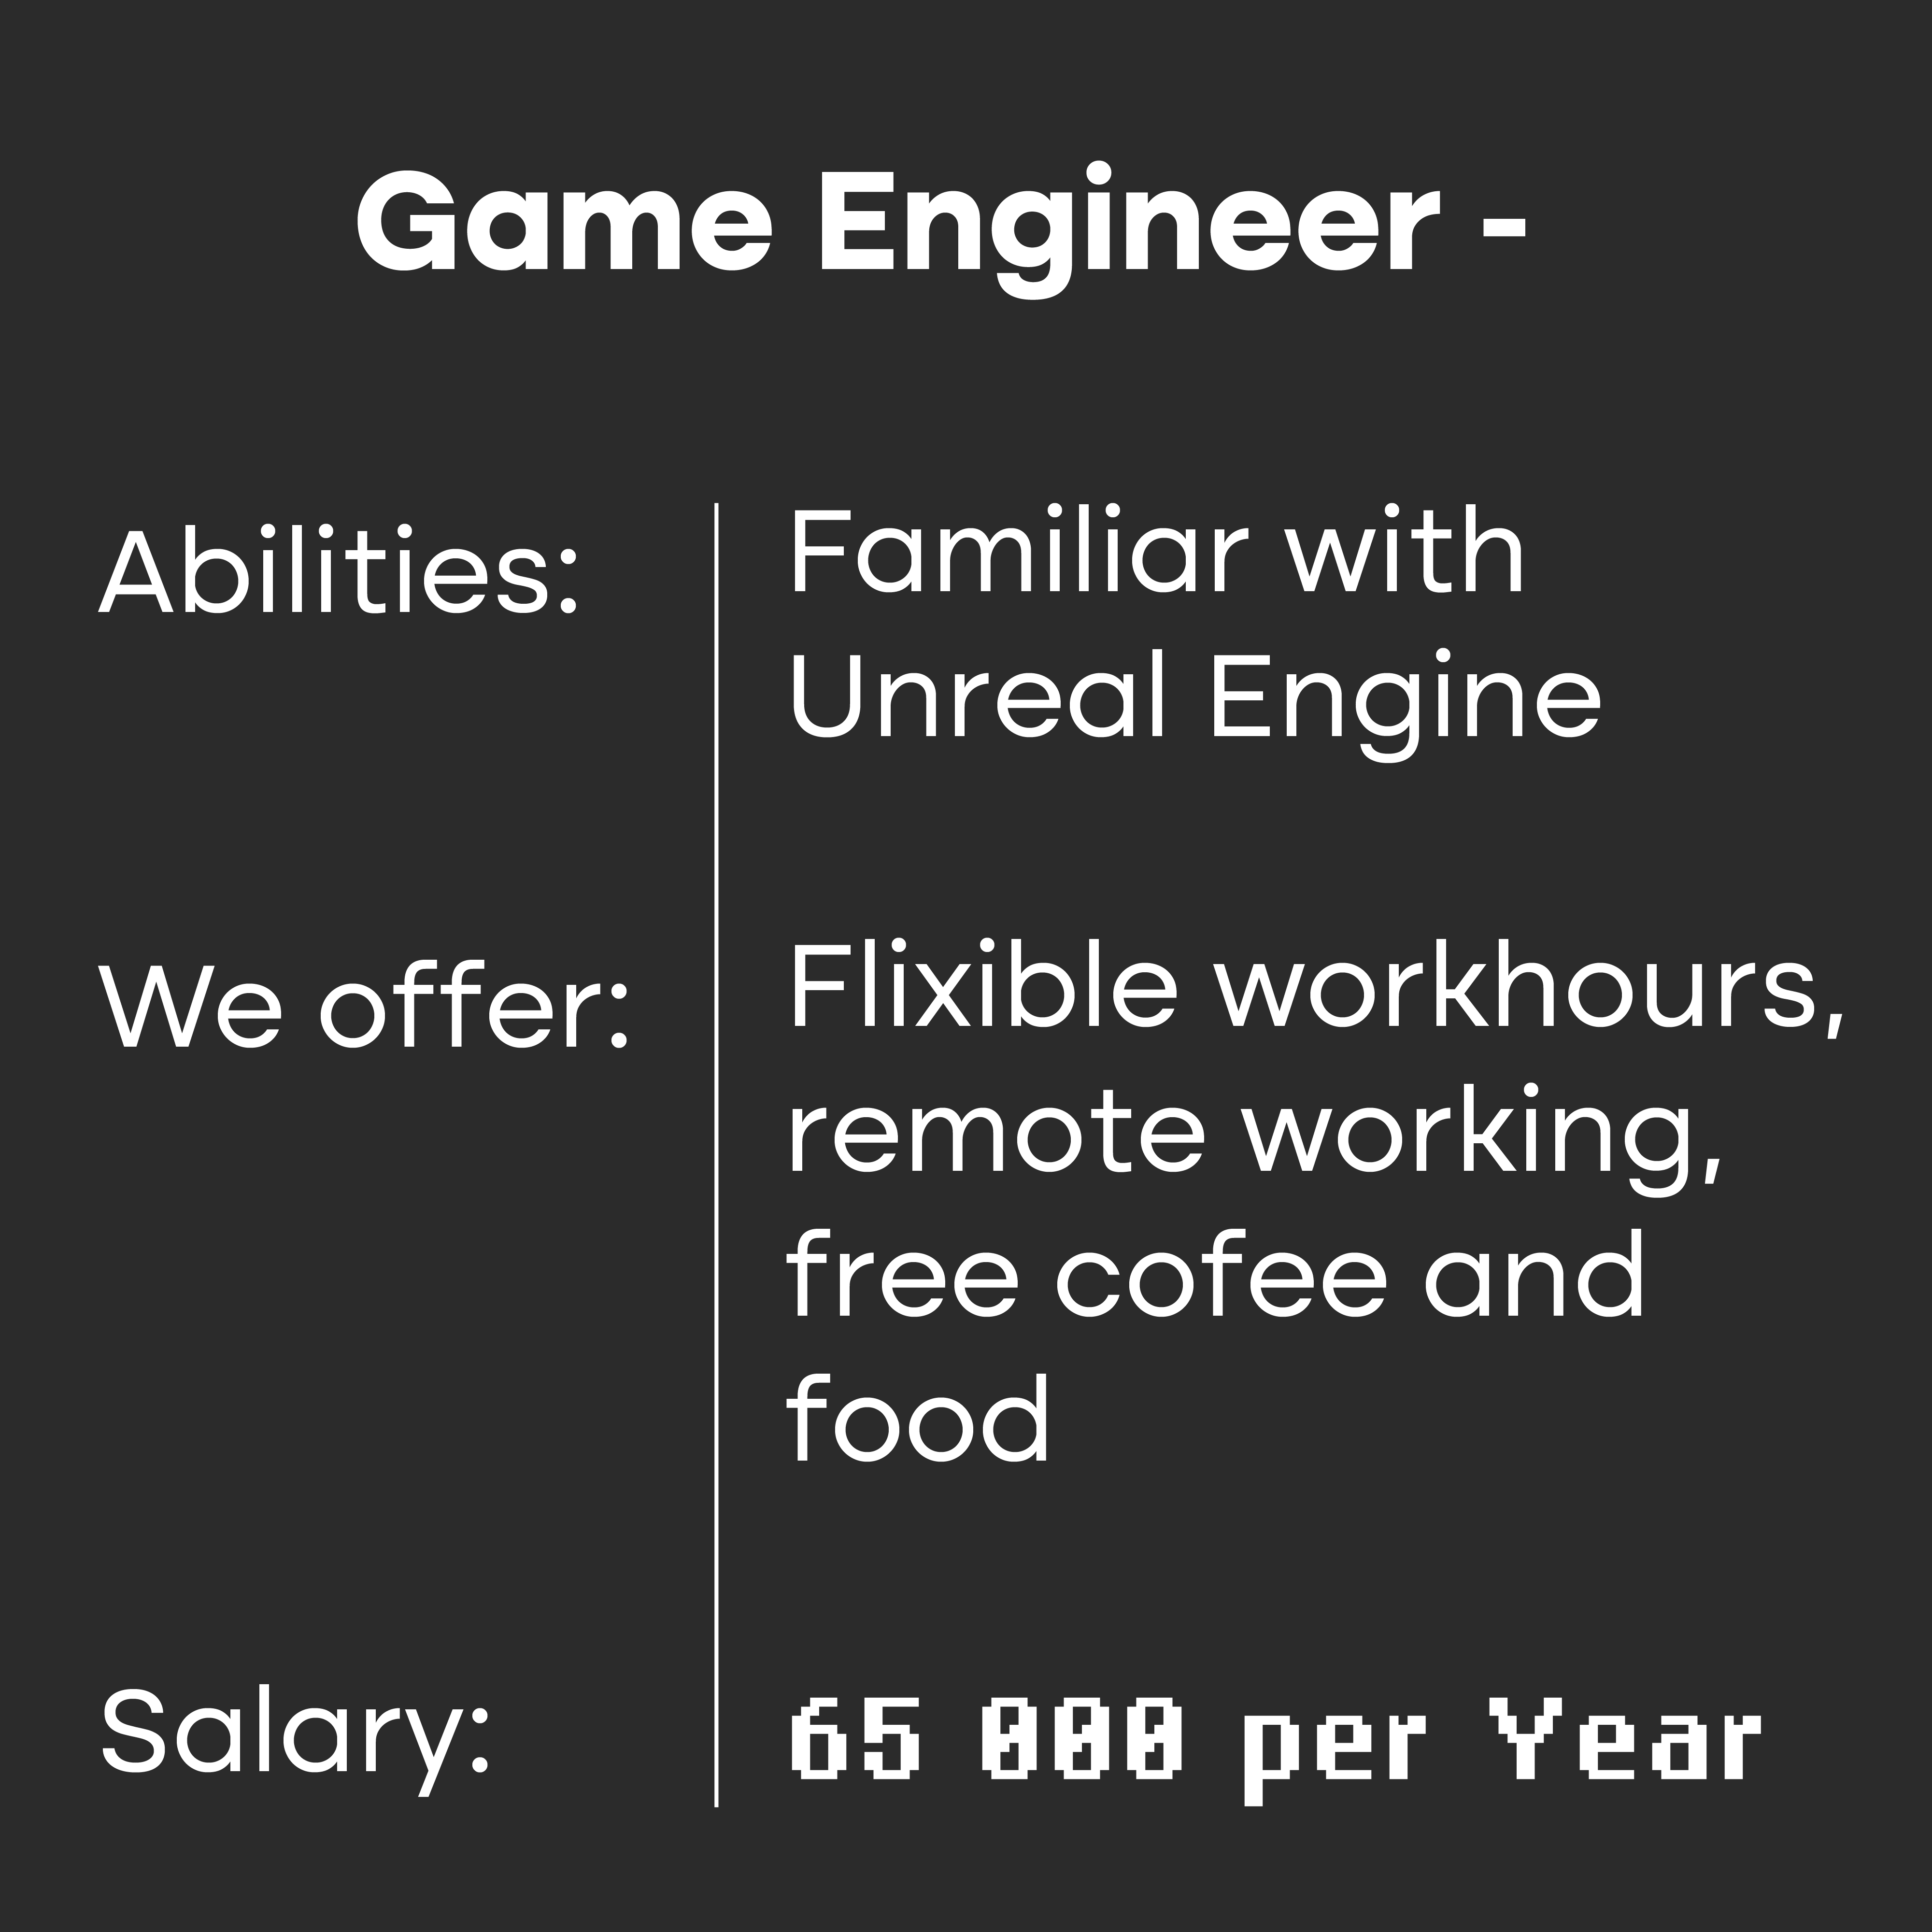 Game Engineer -
Abilities:
Familiar with
Unreal Engine
We offer:
Flixible workhours,
remote working,
free cofee and
food
Salary:
65 000 per Year